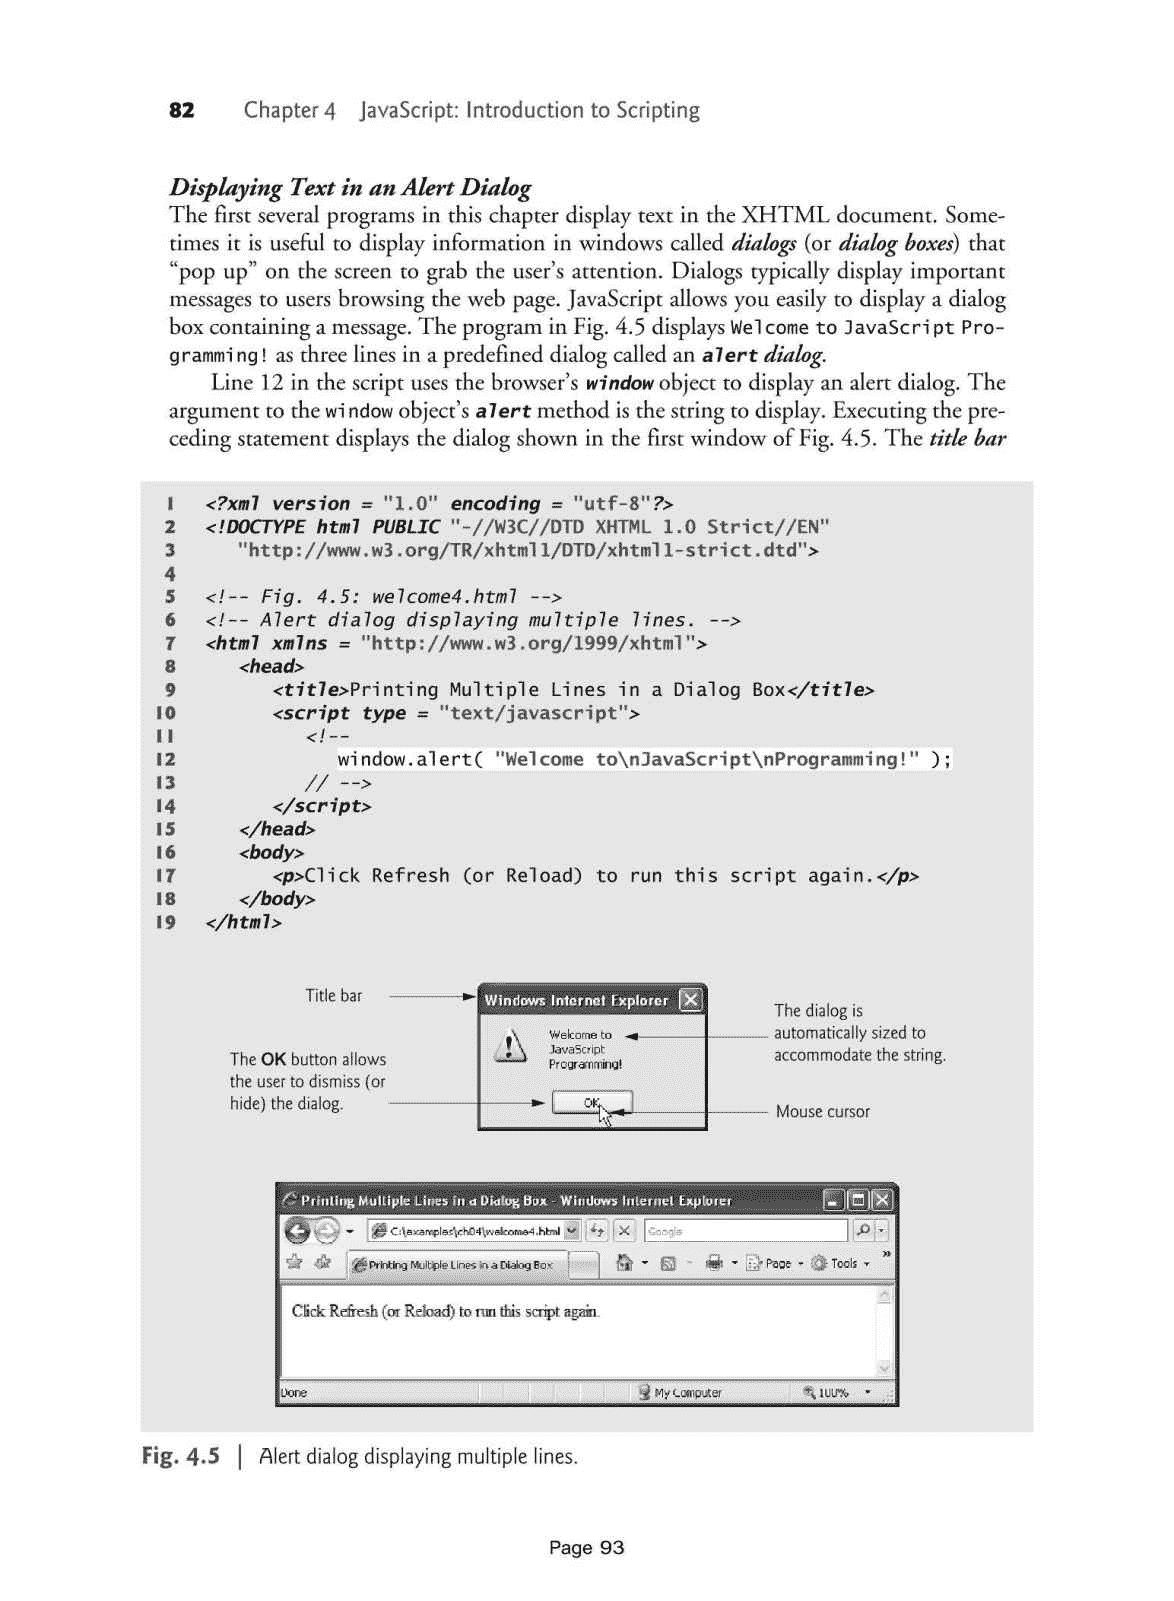 82 Chapter 4 JavaScript: Introduction to Scripting
Displaying Text in an Alert Dialog
The first several programs in this chapter display text in the XHTML document. Some-
times it is useful to display information in windows called dialogs (or dialog boxes) that
“pop up” on the screen to grab the user’s attention. Dialogs typically display important
messages to users browsing the web page. JavaScript allows you easily to display a dialog
box containing a message. The program in Fig. 4.5 displays Welcome to JavaScript Pro-
gramming! as three lines in a predefined dialog called an alert dialog.
Line 12 in the script uses the browser’s window object to display an alert dialog. The
argument to the window object’s alert method is the string to display. Executing the pre-
ceding statement displays the dialog shown in the first window of Fig. 4.5. The title bar
1 <?xml version = "1.0" encoding = "utf-8"?>
2 <!DOCTYPE html PUBLIC "-//W3C//DTD XHTML 1.0 Strict//EN"
3 "http://www.w3.org/TR/xhtml1/DTD/xhtml1-strict.dtd">
4
5 <!-- Fig. 4.5: welcome4.html -->
6 <!-- Alert dialog displaying multiple lines. -->
7 <html xmlns = "http://www.w3.org/1999/xhtml">
8 <head>
9 <title>Printing Multiple Lines in a Dialog Box</title>
10 <script type = "text/javascript">
11 <!--
12 window.alert( "Welcome to\nJavaScript\nProgramming!" );
13 // -->
14 </script>
15 </head>
16 <body>
17 <p>Click Refresh (or Reload) to run this script again.</p>
18 </body>
19 </html>
Title bar
Windows Internet Explorer
Welcome to
JavaScript
Programming!
OK
The OK button allows
the user to dismiss (or
hide) the dialog.
The dialog is
automatically sized to
accommodate the string.
Mouse cursor
Printing Multiple Lines in a Dialog Box - Windows Internet Explorer
C:\examples\ch04\welcome4.html Google
Printing Multiple Lines in a Dialog Box Page Tools »
Click Refresh (or Reload) to run this script again.
Done My Computer 100%
Fig. 4.5 | Alert dialog displaying multiple lines.
Page 93